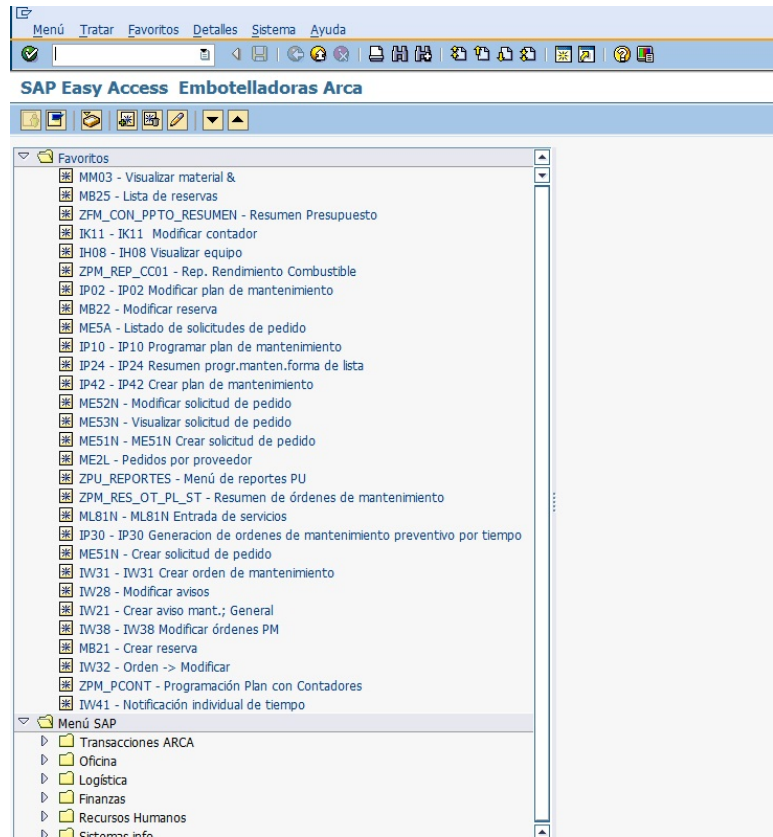 Menú Tratar Favoritos Detalles Sistema Ayuda
SAP Easy Access Embotelladoras Arca
Favoritos
MM03 - Visualizar material &
MB25 - Lista de reservas
ZFM_CON_PPTO_RESUMEN - Resumen Presupuesto
IK11 - IK11 Modificar contador
IH08 - IH08 Visualizar equipo
ZPM_REP_CC01 - Rep. Rendimiento Combustible
IP02 - IP02 Modificar plan de mantenimiento
MB22 - Modificar reserva
ME5A - Listado de solicitudes de pedido
IP10 - IP10 Programar plan de mantenimiento
IP24 - IP24 Resumen progr.manten.forma de lista
IP42 - IP42 Crear plan de mantenimiento
ME52N - Modificar solicitud de pedido
ME53N - Visualizar solicitud de pedido
ME51N - ME51N Crear solicitud de pedido
ME2L - Pedidos por proveedor
ZPU_REPORTES - Menú de reportes PU
ZPM_RES_OT_PL_ST - Resumen de órdenes de mantenimiento
ML81N - ML81N Entrada de servicios
IP30 - IP30 Generacion de ordenes de mantenimiento preventivo por tiempo
ME51N - Crear solicitud de pedido
IW31 - IW31 Crear orden de mantenimiento
IW28 - Modificar avisos
IW21 - Crear aviso mant.; General
IW38 - IW38 Modificar órdenes PM
MB21 - Crear reserva
IW32 - Orden -> Modificar
ZPM_PCONT - Programación Plan con Contadores
IW41 - Notificación individual de tiempo
Menú SAP
Transacciones ARCA
Oficina
Logística
Finanzas
Recursos Humanos
Sistemas info